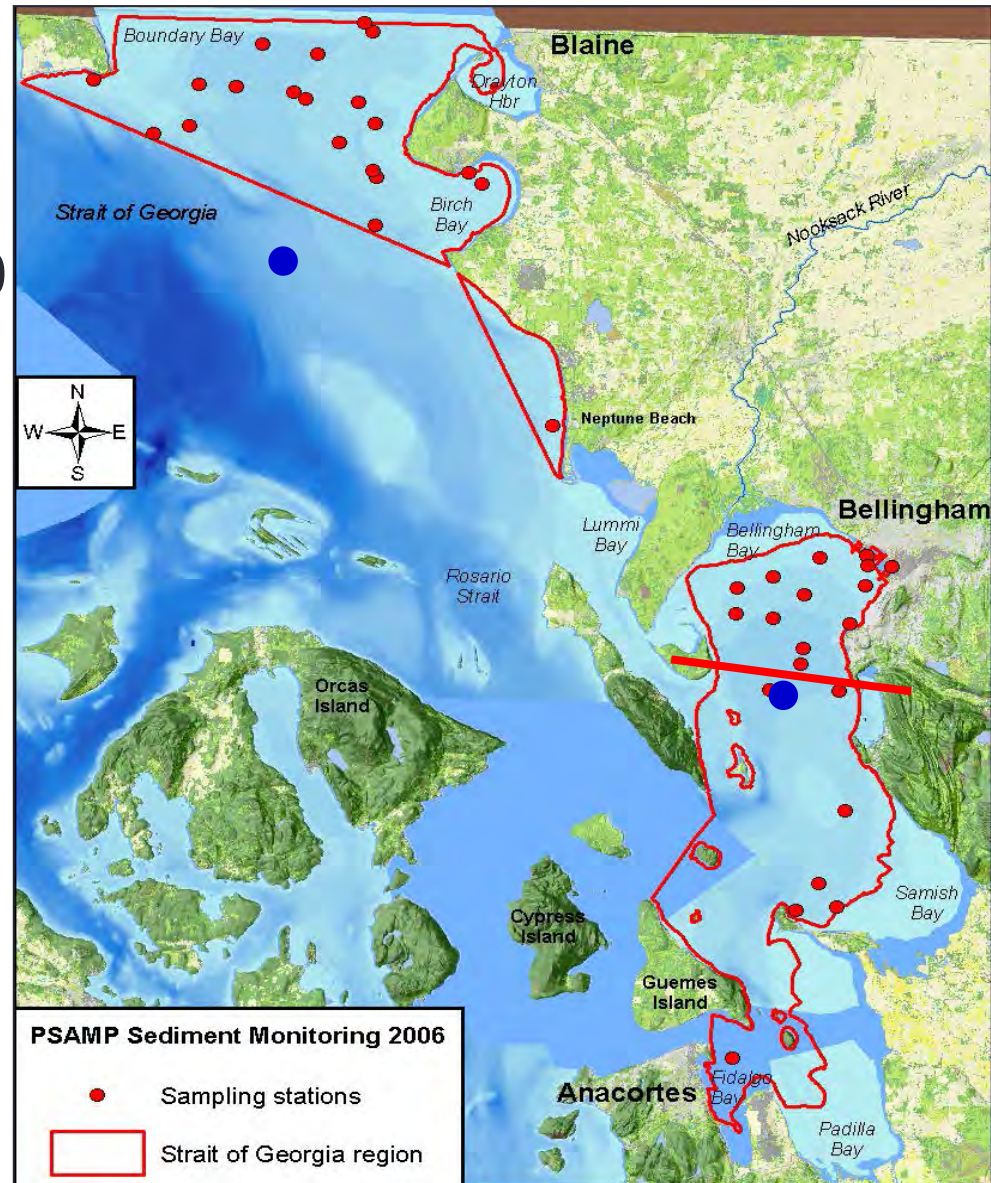 Boundary Bay
Blaine
Drayton
Hbr
Strait of Georgia
Birch
Bay
Nooksack River
N
W E
S
Neptune Beach
Bellingham
Lummi
Bay
Bellingham
Bay
Rosario
Strait
Orcas
Island
Samish
Bay
Cypress
Island
Guemes
Island
Anacortes
Fidalgo
Bay
Padilla
Bay
PSAMP Sediment Monitoring 2006
Sampling stations
Strait of Georgia region